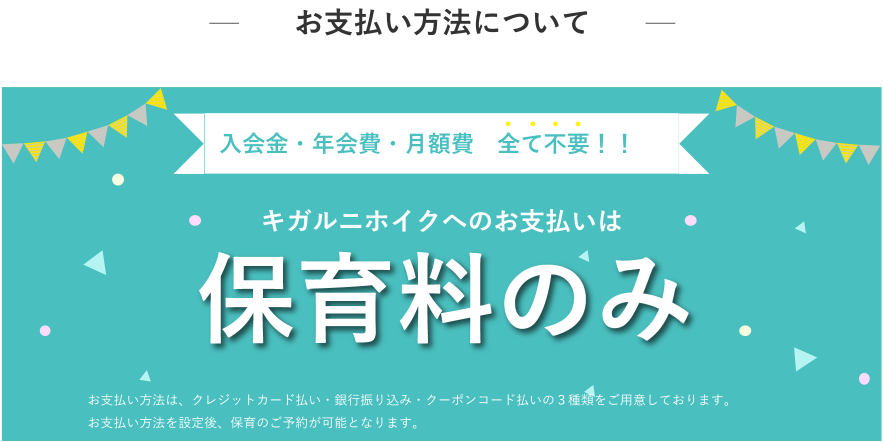 お支払い方法について
入会金・年会費・月額費　全て不要！！
キガルニホイクへのお支払いは
保育料のみ
お支払い方法は、クレジットカード払い・銀行振り込み・クーポンコード払いの３種類をご用意しております。
お支払い方法を設定後、保育のご予約が可能となります。